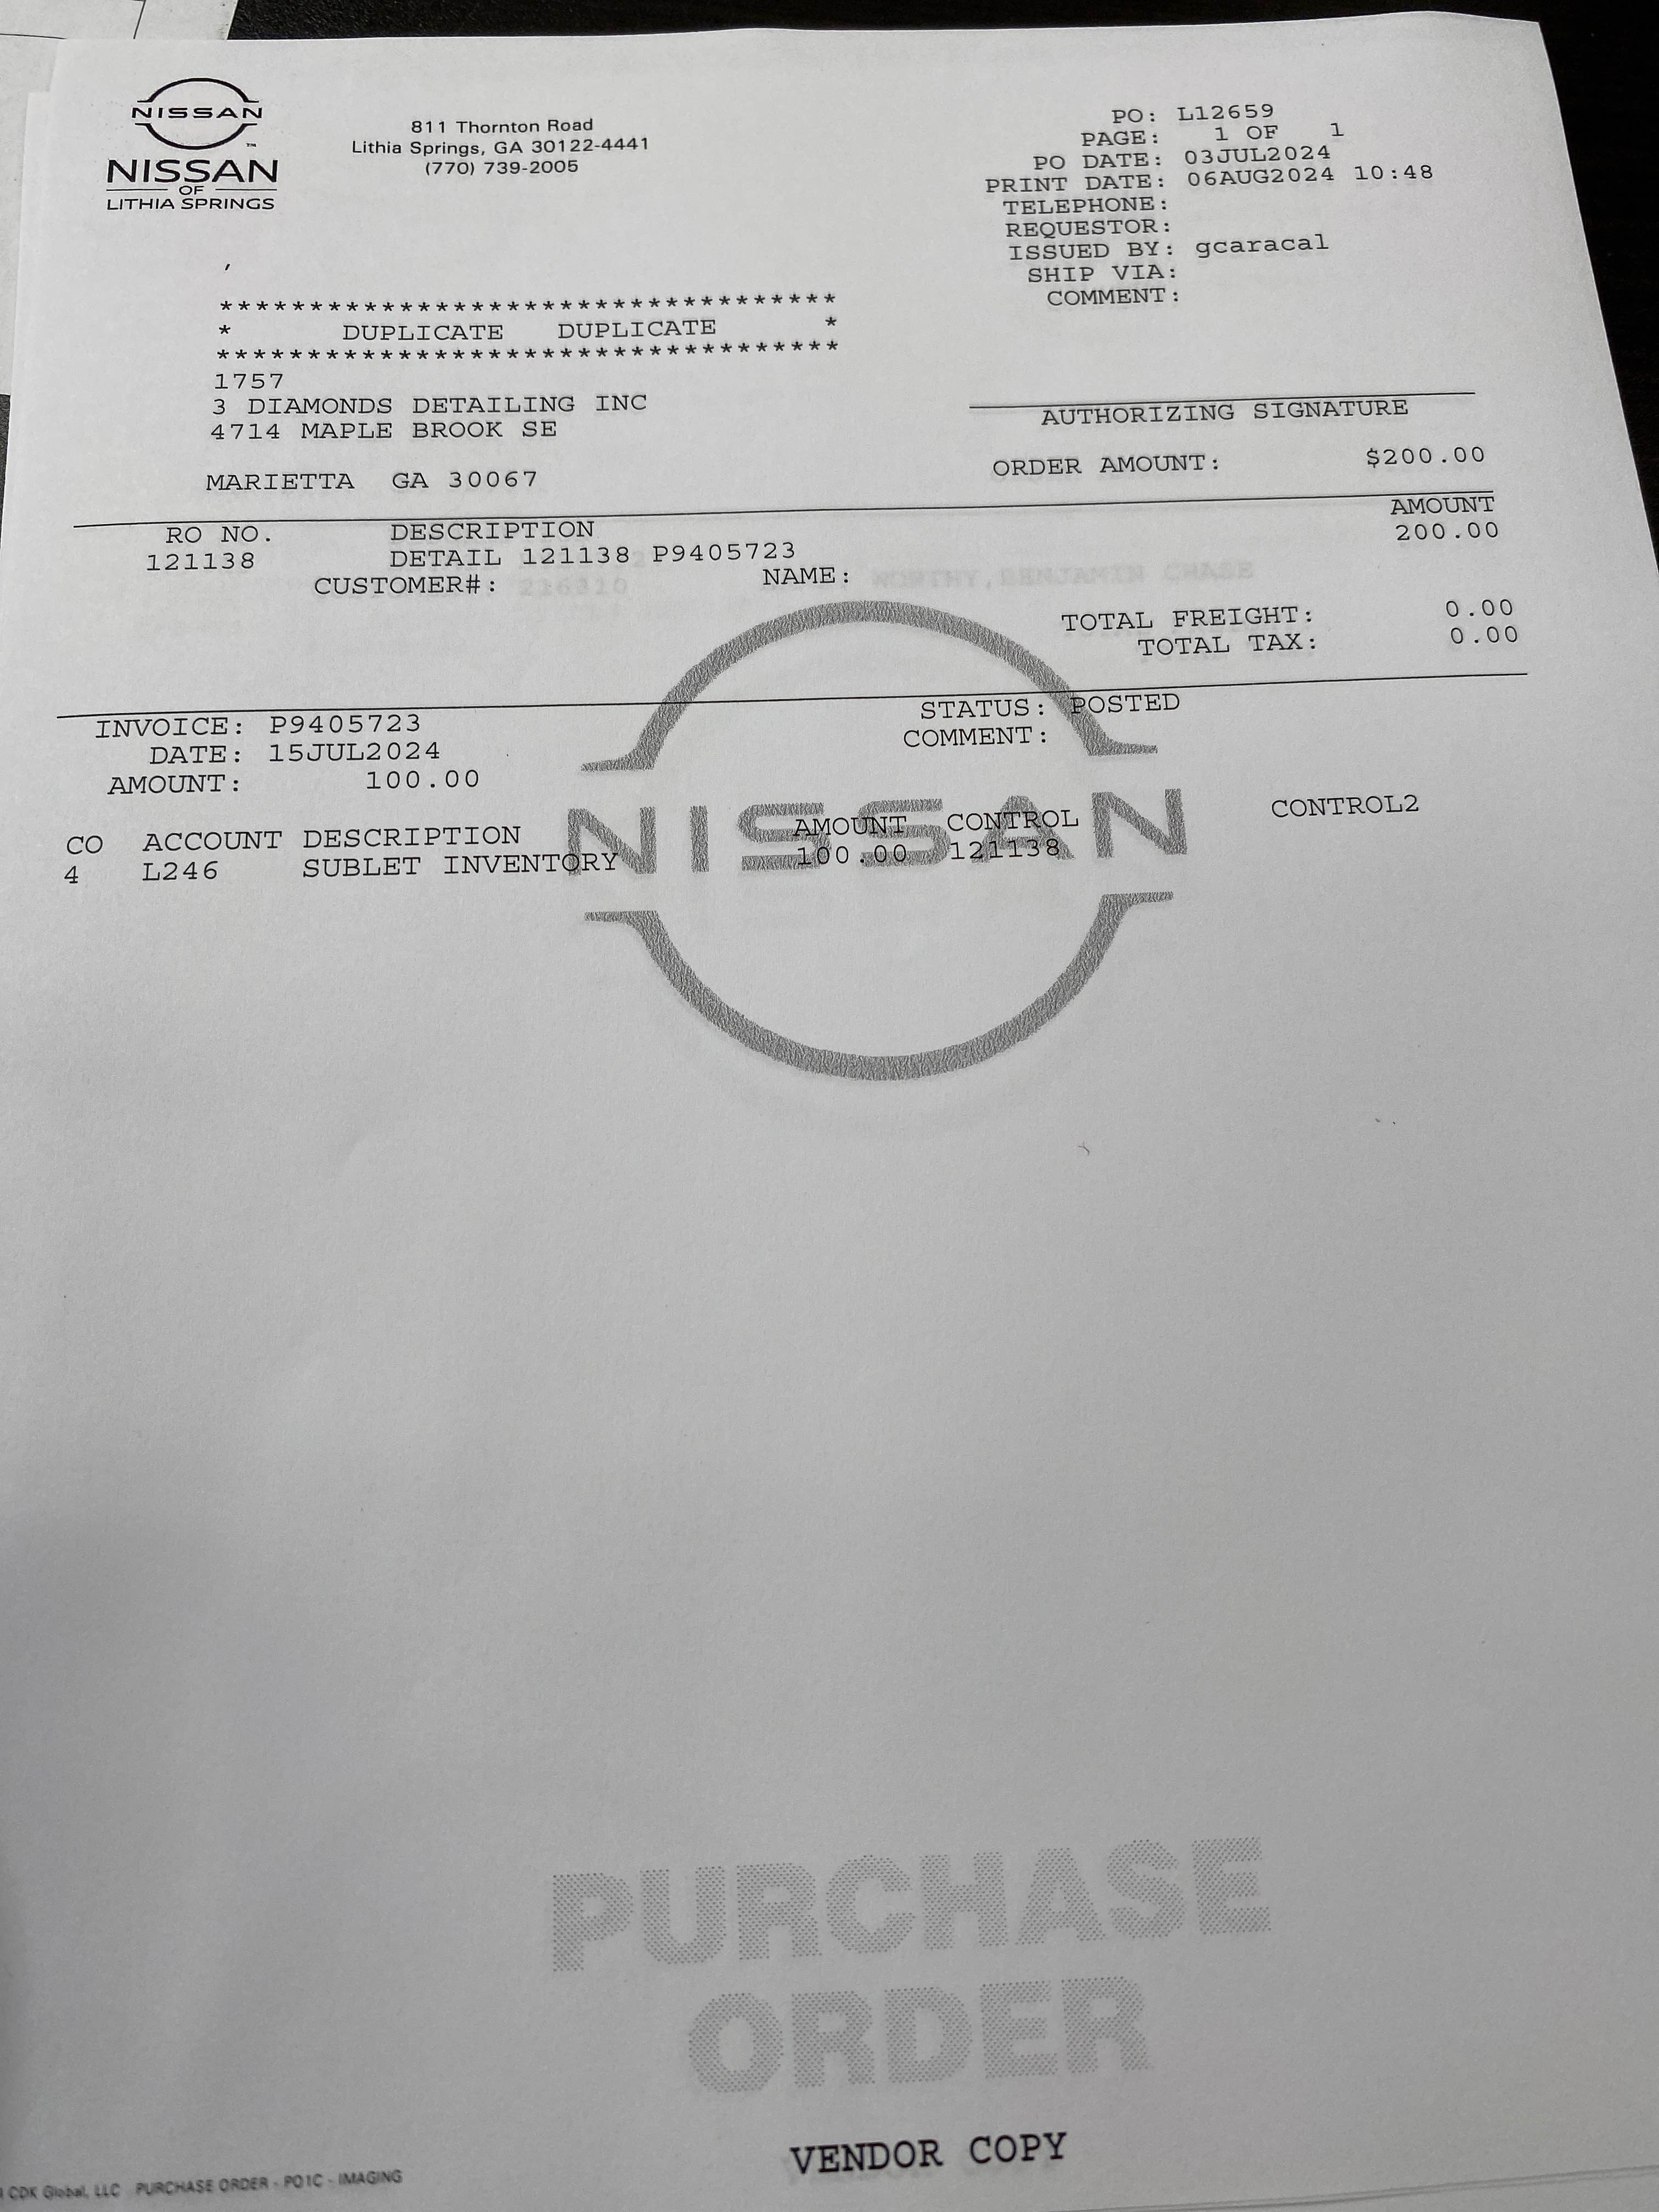 NISSAN
NISSAN
OF
LITHIA SPRINGS
811 Thornton Road
Lithia Springs, GA 30122-4441
(770) 739-2005
PO: L12659
PAGE: 1 OF 1
PO DATE: 03JUL2024
PRINT DATE: 06AUG2024 10:48
TELEPHONE:
REQUESTOR:
ISSUED BY: gcaracal
SHIP VIA:
COMMENT:
**********************************
* DUPLICATE DUPLICATE *
**********************************
1757
3 DIAMONDS DETAILING INC
4714 MAPLE BROOK SE
MARIETTA GA 30067
AUTHORIZING SIGNATURE
ORDER AMOUNT: $200.00
RO NO. DESCRIPTION AMOUNT
121138 DETAIL 121138 P9405723 200.00
CUSTOMER#: NAME: WORTHY, BENJAMIN CHASE
TOTAL FREIGHT: 0.00
TOTAL TAX: 0.00
INVOICE: P9405723 STATUS: POSTED
DATE: 15JUL2024 COMMENT:
AMOUNT: 100.00
NISSAN
CO ACCOUNT DESCRIPTION AMOUNT CONTROL CONTROL2
4 L246 SUBLET INVENTORY 100.00 121138
PURCHASE
ORDER
VENDOR COPY
CDK Global, LLC PURCHASE ORDER - PO1C - IMAGING